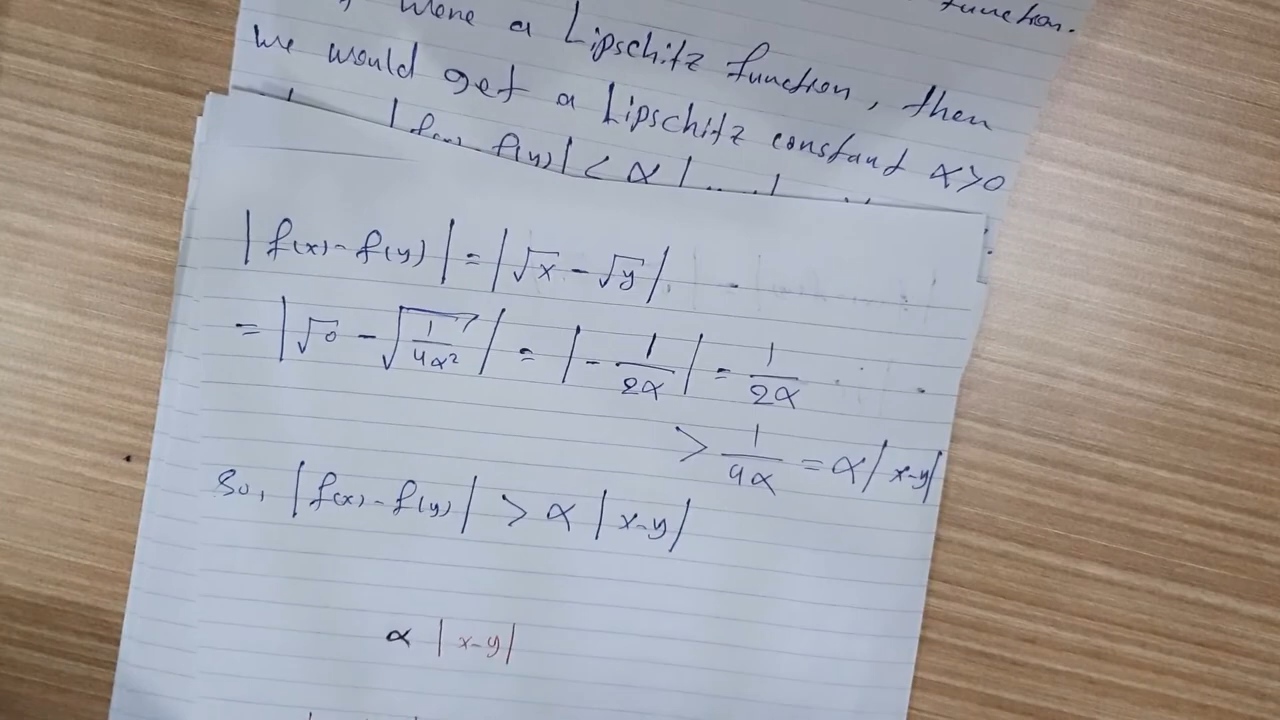 function.
were a Lipschitz function, then
we would get a Lipschitz constant α>0
f(y)| < α |
|f(x) - f(y)| = |√x - √y|
= |√0 - √(1/4α²)| = |- 1/2α| = 1/2α
> 1/4α = α|x-y|
So, |f(x) - f(y)| > α |x-y|
α |x-y|